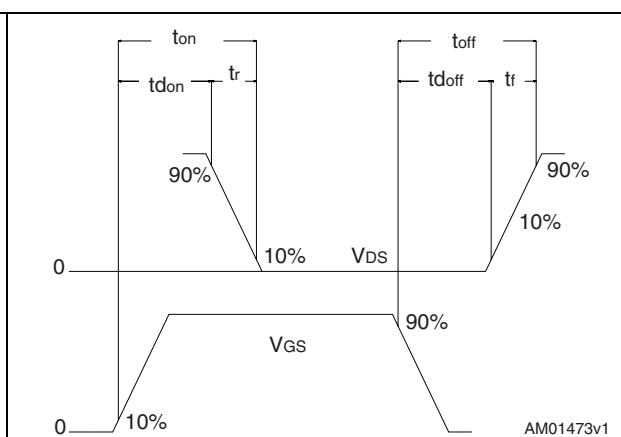 ton toff
tdon tr tdoff tf
90% 90%
10% 10%
0 VDS
90%
VGS
0 10%
AM01473v1